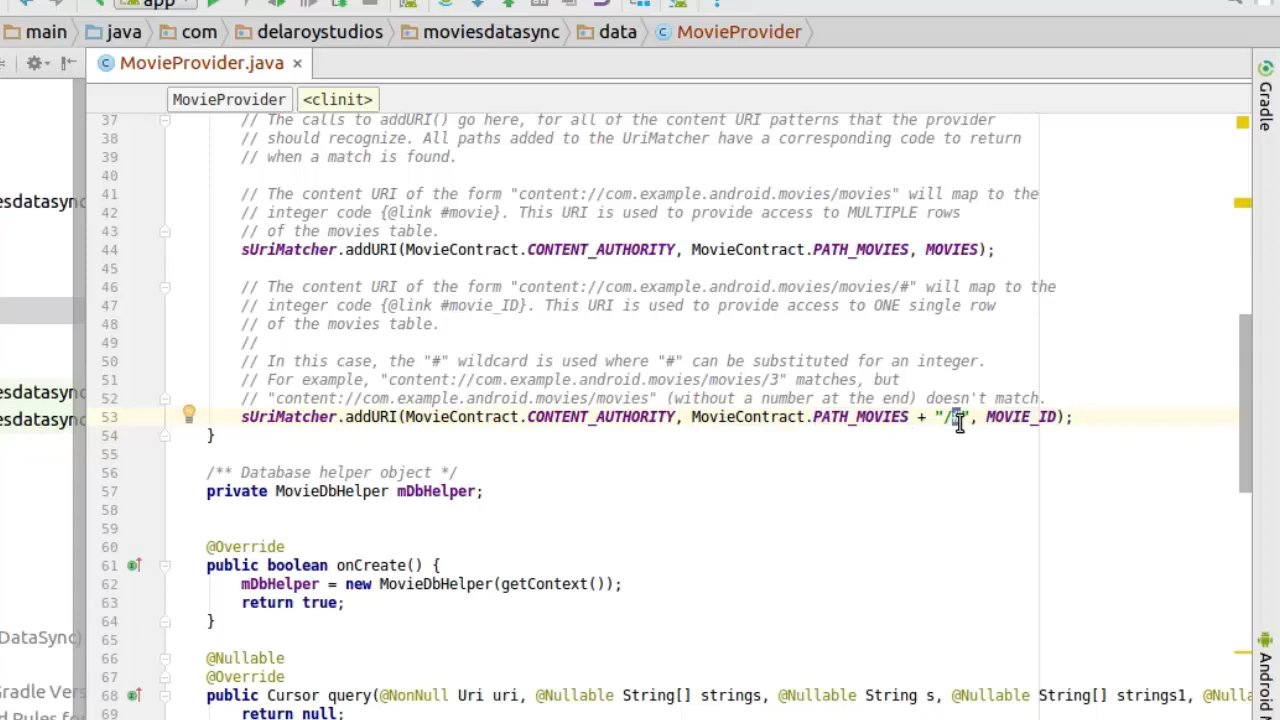 app
main java com delaroystudios moviesdatasync data MovieProvider
MovieProvider.java
MovieProvider <clinit>
37 // The calls to addURI() go here, for all of the content URI patterns that the provider
38 // should recognize. All paths added to the UriMatcher have a corresponding code to return
39 // when a match is found.
40
41 // The content URI of the form "content://com.example.android.movies/movies" will map to the
42 // integer code {@link #movie}. This URI is used to provide access to MULTIPLE rows
43 // of the movies table.
44 sUriMatcher.addURI(MovieContract.CONTENT_AUTHORITY, MovieContract.PATH_MOVIES, MOVIES);
45
46 // The content URI of the form "content://com.example.android.movies/movies/#" will map to the
47 // integer code {@link #movie_ID}. This URI is used to provide access to ONE single row
48 // of the movies table.
49 //
50 // In this case, the "#" wildcard is used where "#" can be substituted for an integer.
51 // For example, "content://com.example.android.movies/movies/3" matches, but
52 // "content://com.example.android.movies/movies" (without a number at the end) doesn't match.
53 sUriMatcher.addURI(MovieContract.CONTENT_AUTHORITY, MovieContract.PATH_MOVIES + "/#", MOVIE_ID);
54 }
55
56 /** Database helper object */
57 private MovieDbHelper mDbHelper;
58
59
60 @Override
61 public boolean onCreate() {
62 mDbHelper = new MovieDbHelper(getContext());
63 return true;
64 }
65
66 @Nullable
67 @Override
68 public Cursor query(@NonNull Uri uri, @Nullable String[] strings, @Nullable String s, @Nullable String[] strings1, @Nulla
69 return null;
esdatasync
esdatasync
esdatasync
DataSync)
radle Vers
d Rules for
Gradle
Android